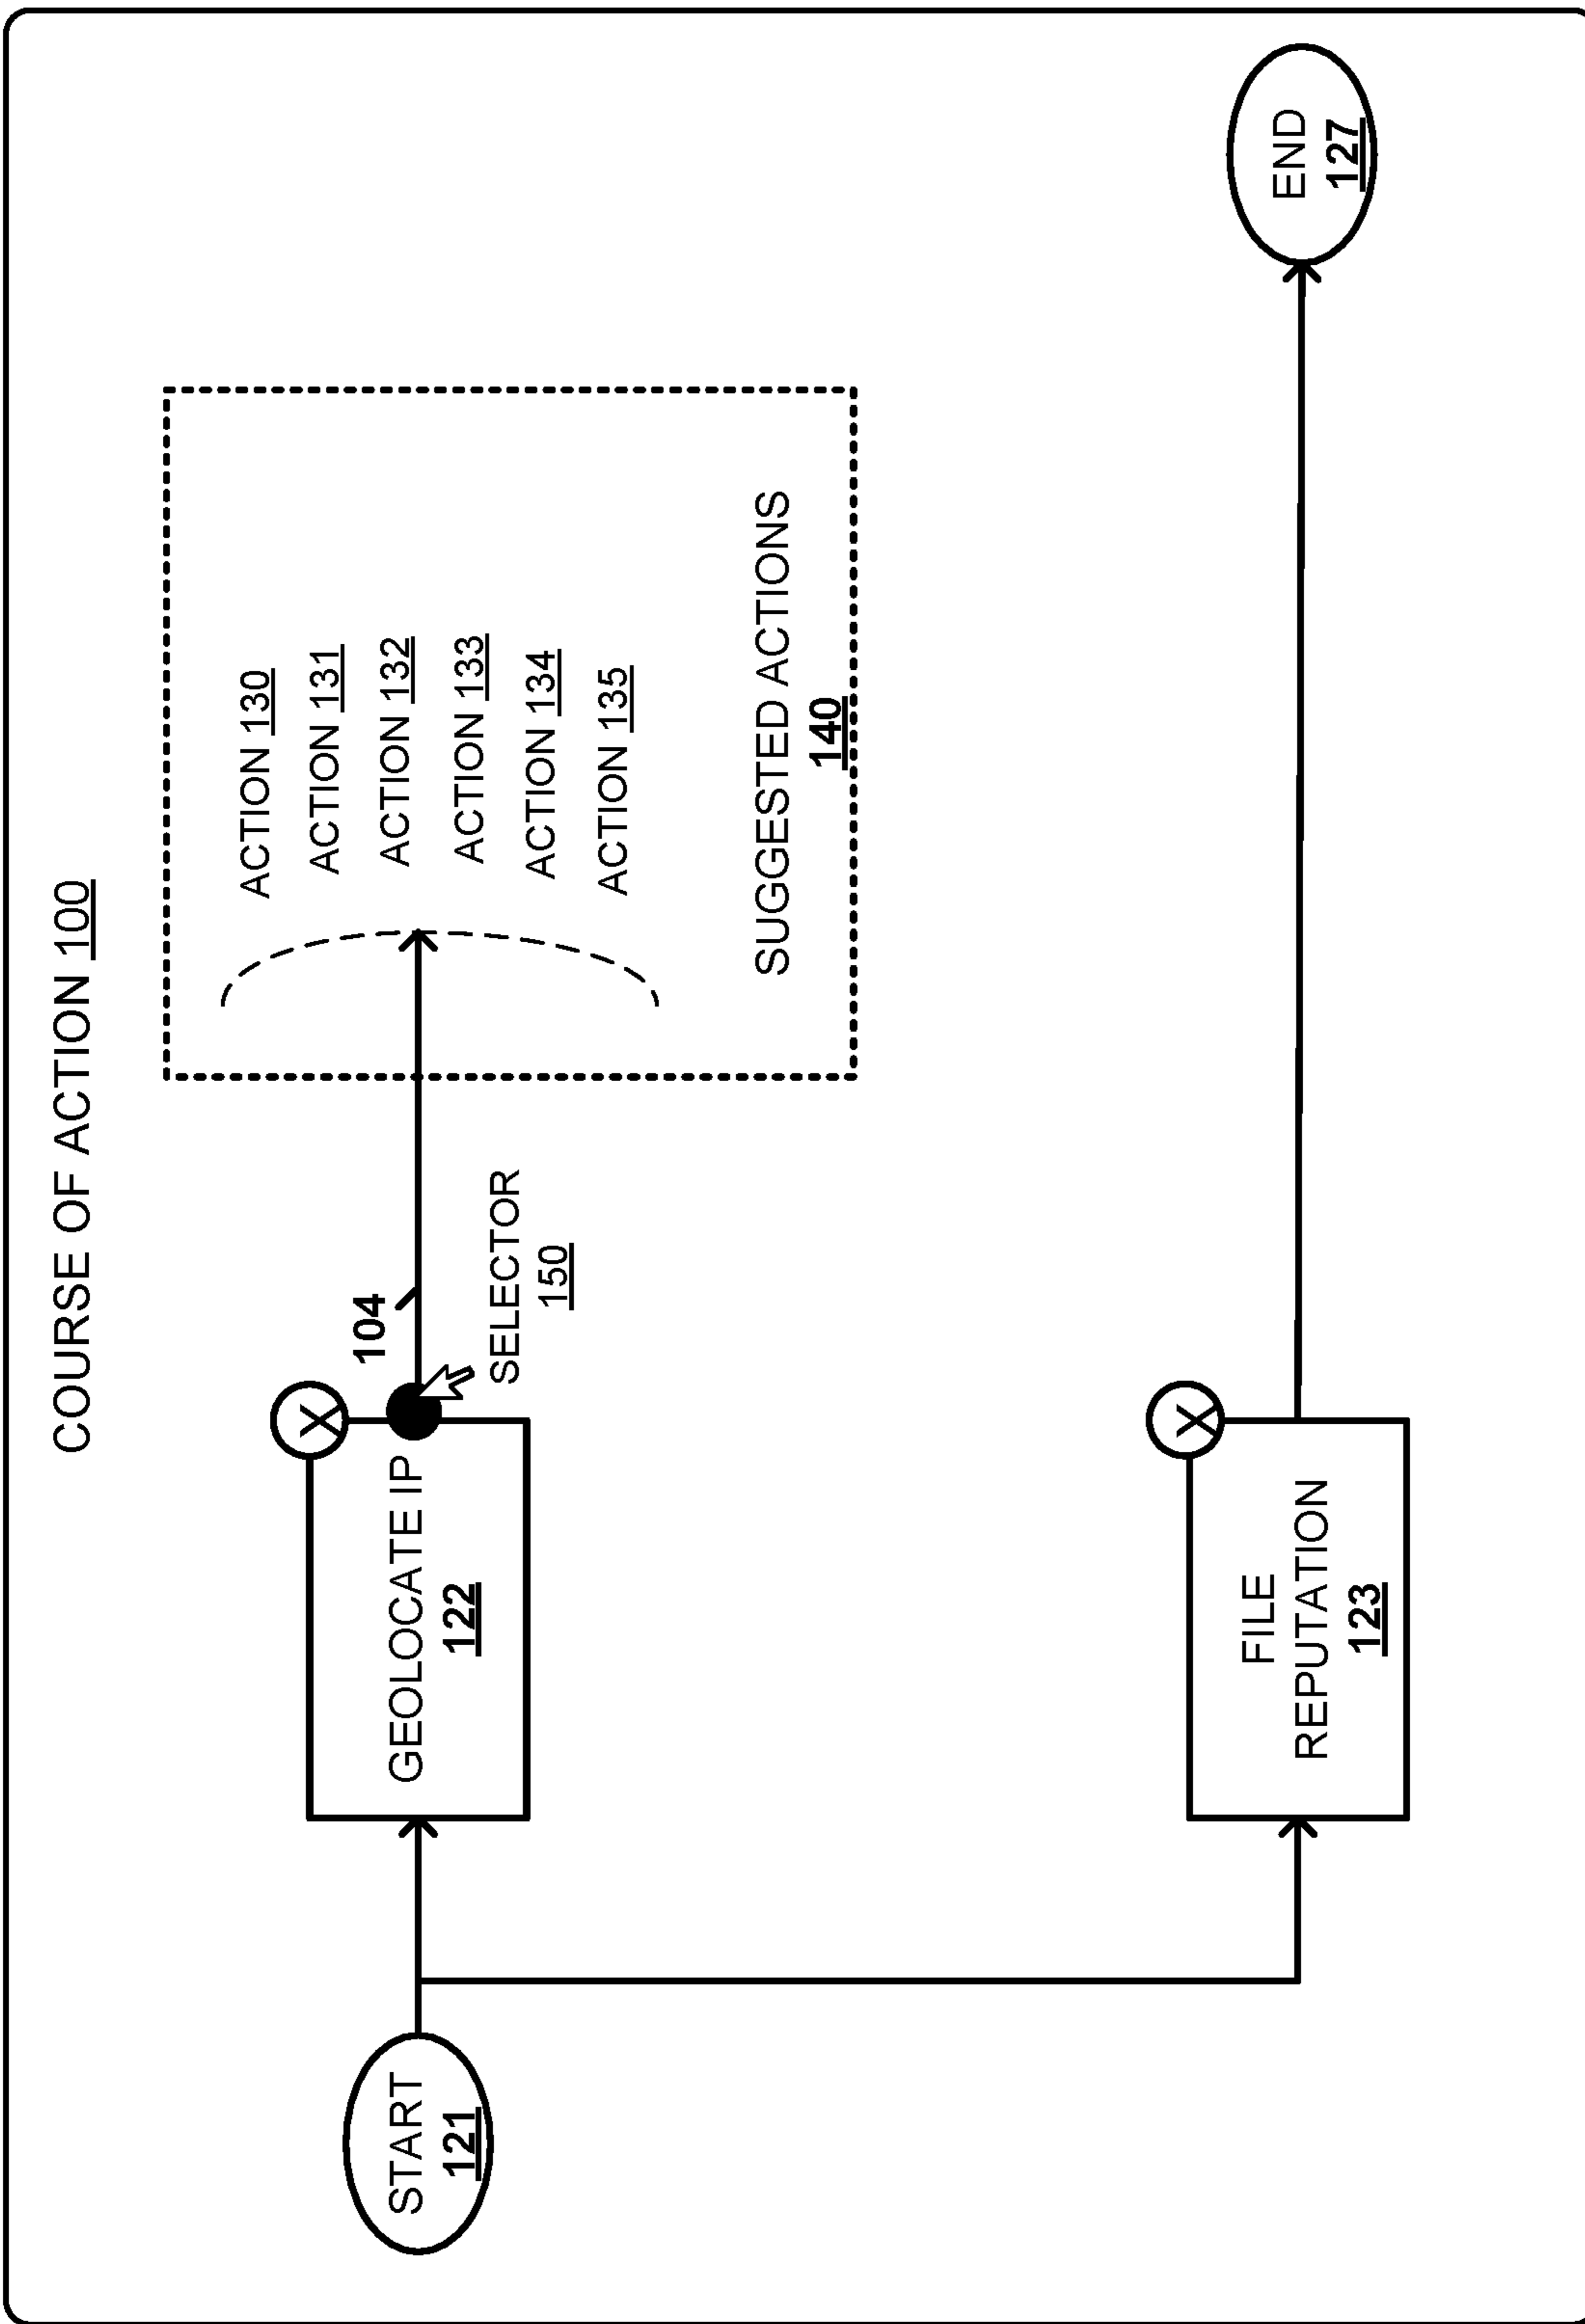 COURSE OF ACTION 100
START
121
GEOLOCATE IP
122
X
104
SELECTOR
150
ACTION 130
ACTION 131
ACTION 132
ACTION 133
ACTION 134
ACTION 135
SUGGESTED ACTIONS
140
FILE
REPUTATION
123
X
END
127